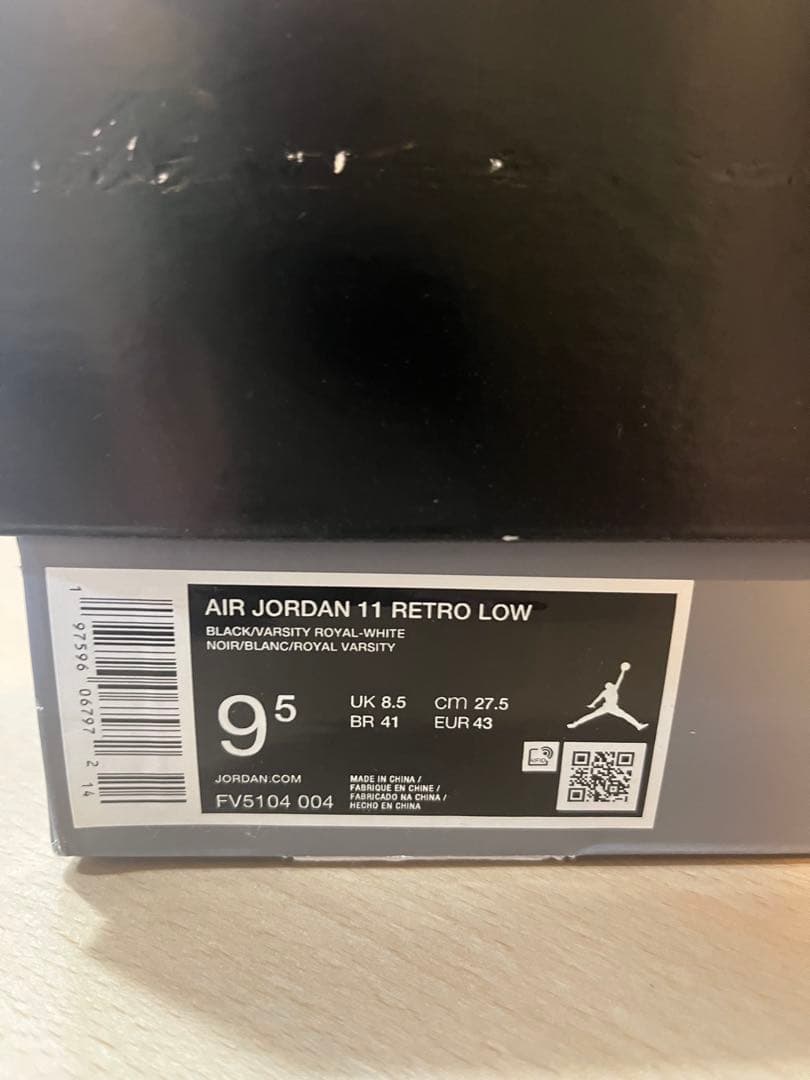 AIR JORDAN 11 RETRO LOW
BLACK/VARSITY ROYAL-WHITE
NOIR/BLANC/ROYAL VARSITY
9⁵
UK 8.5 cm 27.5
BR 41 EUR 43
JORDAN.COM
FV5104 004
MADE IN CHINA /
FABRIQUE EN CHINE /
FABRICADO NA CHINA /
HECHO EN CHINA
RFID
1 97596 06797 2 14